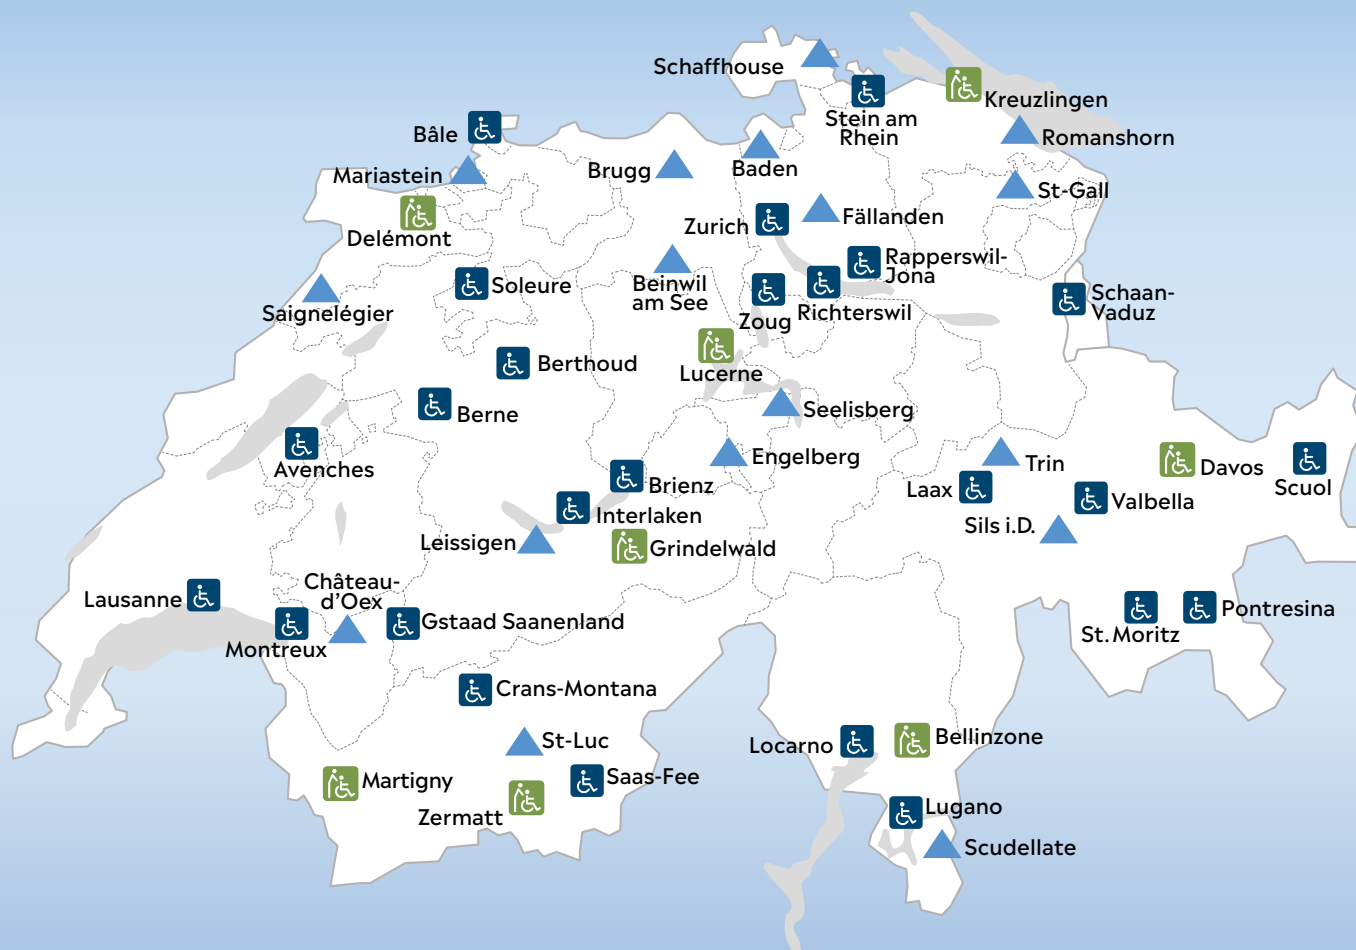 Schaffhouse
Kreuzlingen
Stein am
Rhein
Bâle
Romanshorn
Mariastein
Brugg
Baden
St-Gall
Delémont
Zurich
Fällanden
Rapperswil-
Jona
Soleure
Beinwil
am See
Schaan-
Vaduz
Saignelégier
Zoug
Richterswil
Berthoud
Lucerne
Berne
Seelisberg
Avenches
Engelberg
Trin
Davos
Scuol
Brienz
Laax
Valbella
Interlaken
Sils i.D.
Leissigen
Grindelwald
Château-
d'Oex
Lausanne
Gstaad Saanenland
Pontresina
St. Moritz
Montreux
Crans-Montana
St-Luc
Locarno
Bellinzone
Martigny
Saas-Fee
Zermatt
Lugano
Scudellate